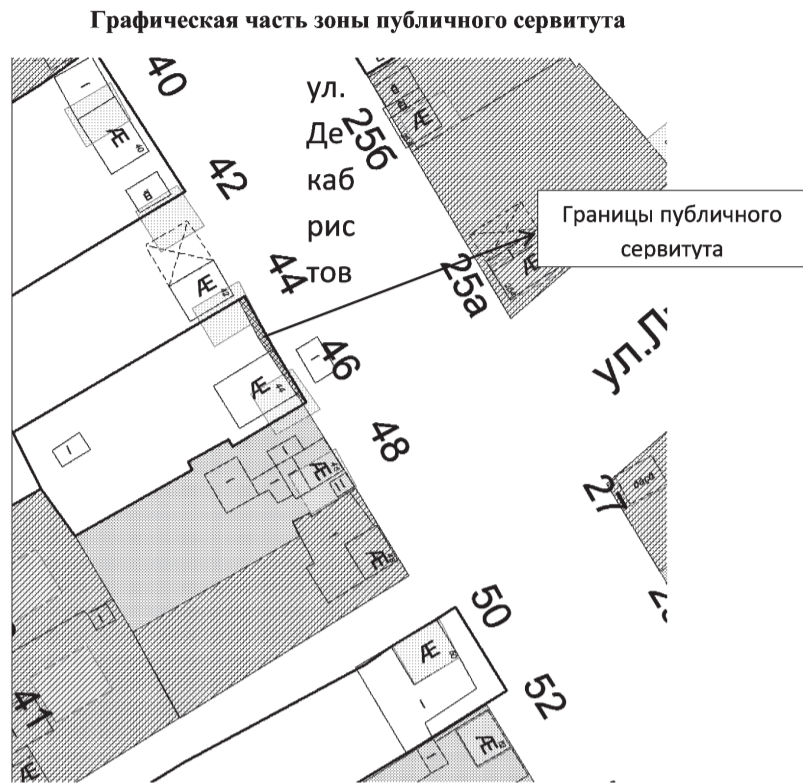 Графическая часть зоны публичного сервитута
40
ул.
Де
каб
рис
тов
25б
42
Границы публичного
сервитута
44
25а
46
ул.Л
48
27
50
52
41
Æ
Æ
Æ
Æ
Æ
Æ
Æ
Æ
Æ
Æ